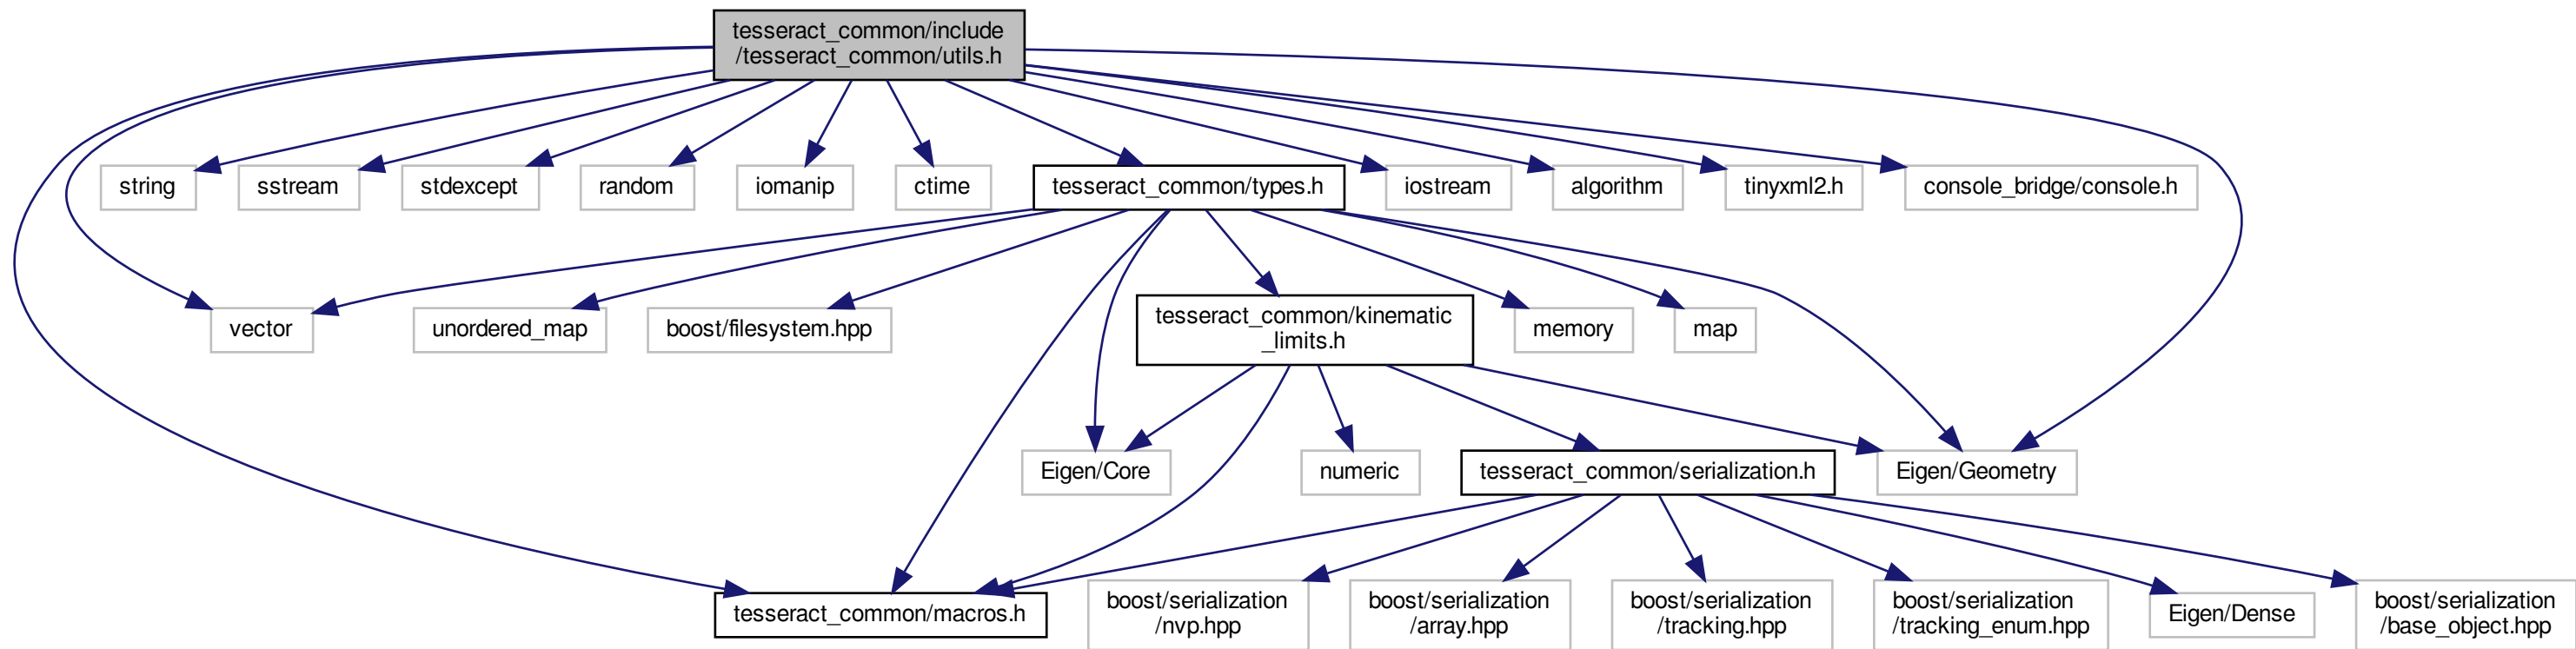 tesseract_common/include
/tesseract_common/utils.h
string
sstream
stdexcept
random
iomanip
ctime
tesseract_common/types.h
iostream
algorithm
tinyxml2.h
console_bridge/console.h
vector
unordered_map
boost/filesystem.hpp
tesseract_common/kinematic
_limits.h
memory
map
Eigen/Core
numeric
tesseract_common/serialization.h
Eigen/Geometry
tesseract_common/macros.h
boost/serialization
/nvp.hpp
boost/serialization
/array.hpp
boost/serialization
/tracking.hpp
boost/serialization
/tracking_enum.hpp
Eigen/Dense
boost/serialization
/base_object.hpp